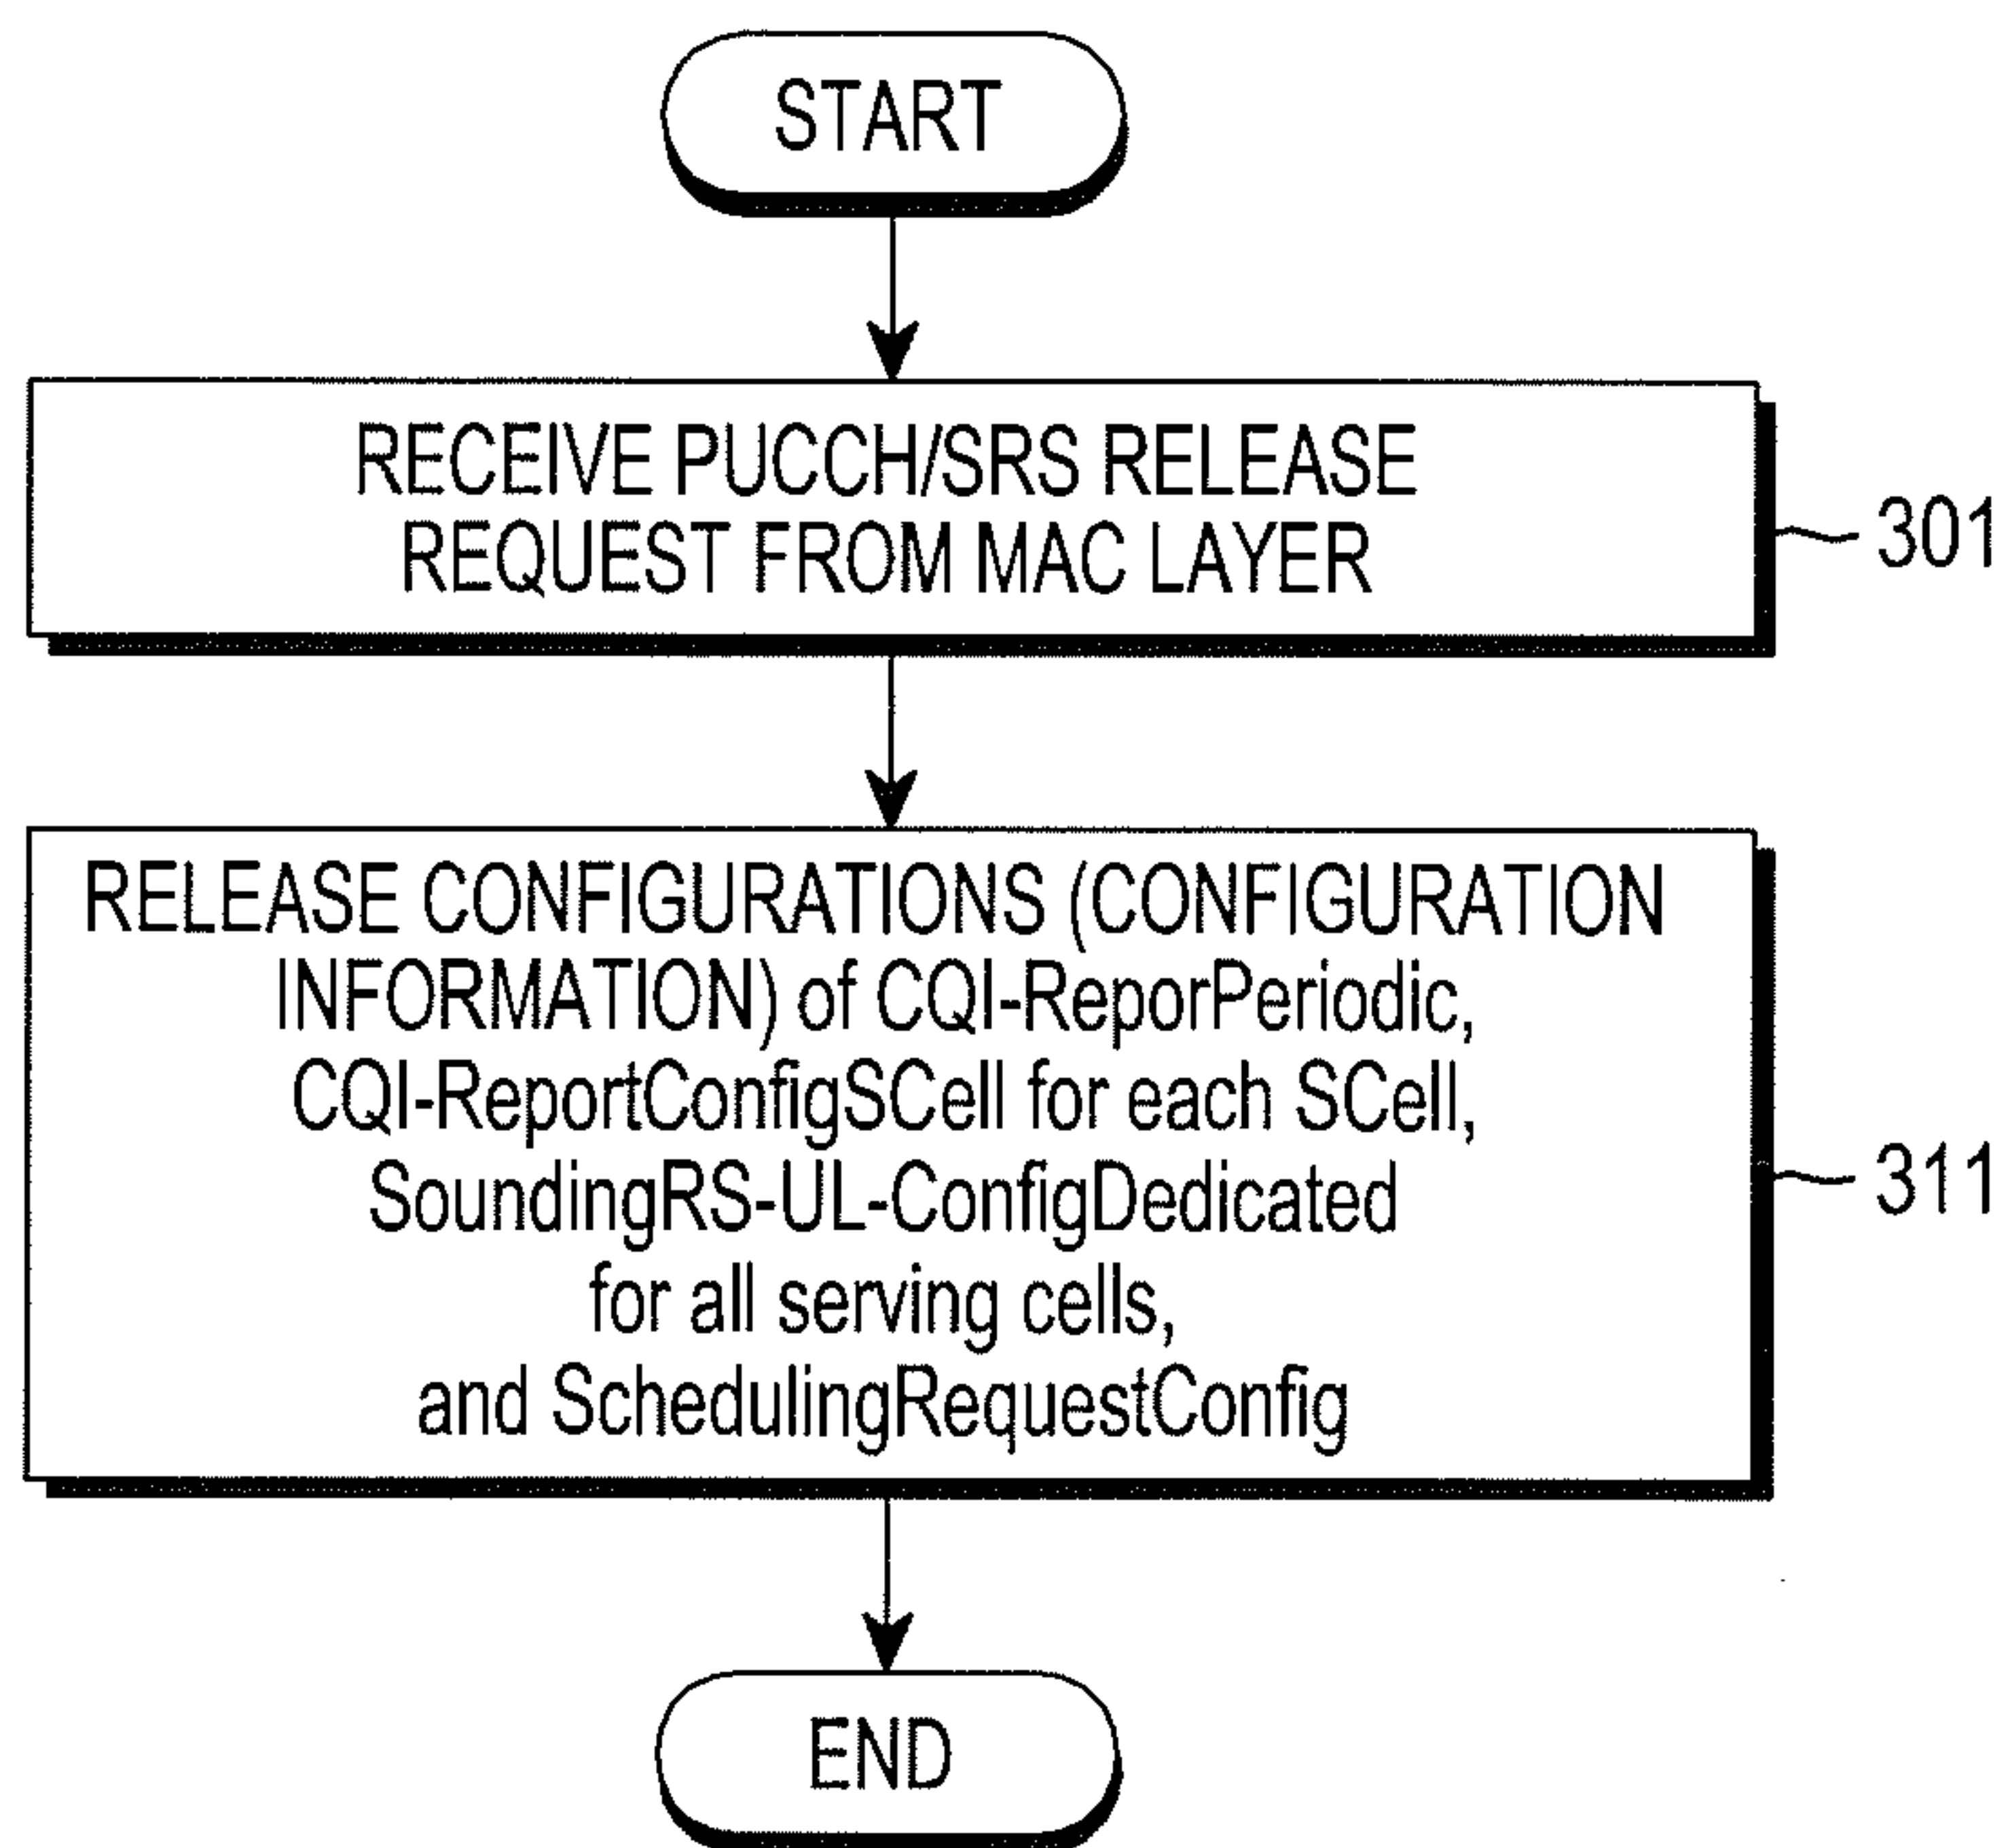 START
RECEIVE PUCCH/SRS RELEASE
REQUEST FROM MAC LAYER
301
RELEASE CONFIGURATIONS (CONFIGURATION
INFORMATION) of CQI-ReporPeriodic,
CQI-ReportConfigSCell for each SCell,
SoundingRS-UL-ConfigDedicated
for all serving cells,
and SchedulingRequestConfig
311
END